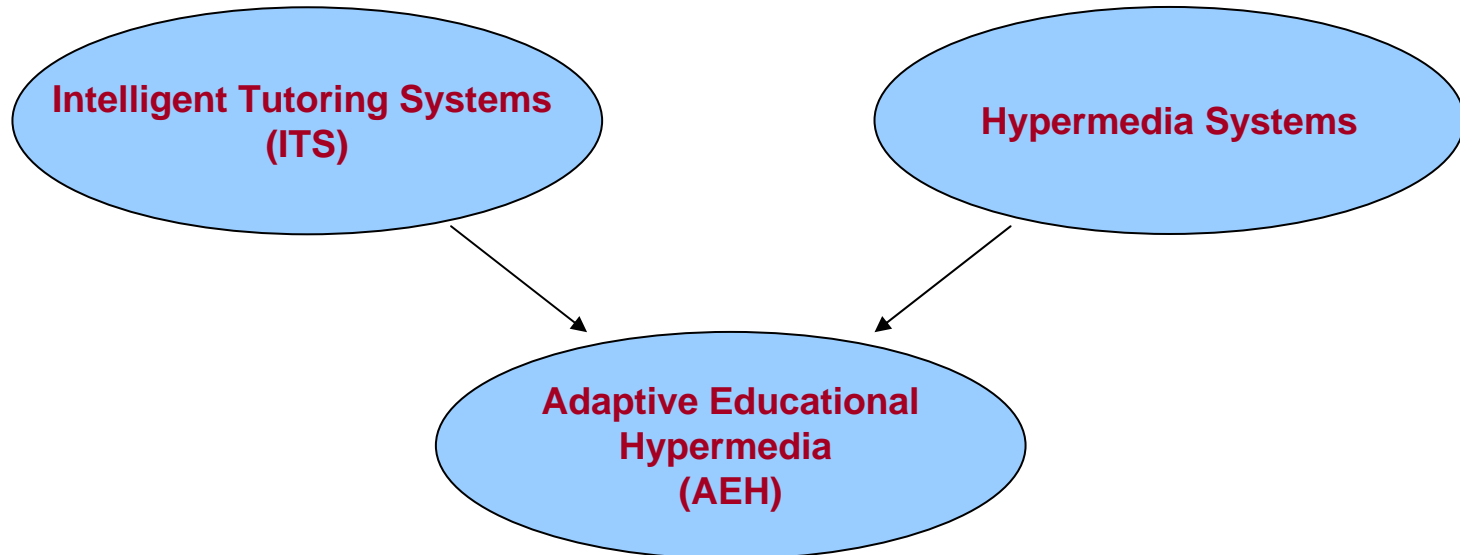 Intelligent Tutoring Systems
(ITS)
Hypermedia Systems
Adaptive Educational
Hypermedia
(AEH)